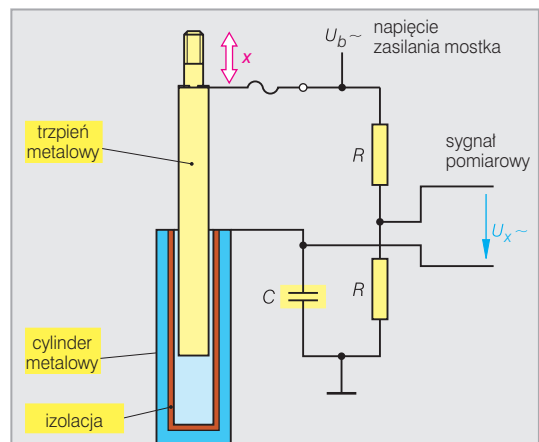 U_b ~
napięcie
zasilania mostka
x
trzpień
metalowy
R
sygnał
pomiarowy
U_x ~
C
R
cylinder
metalowy
izolacja